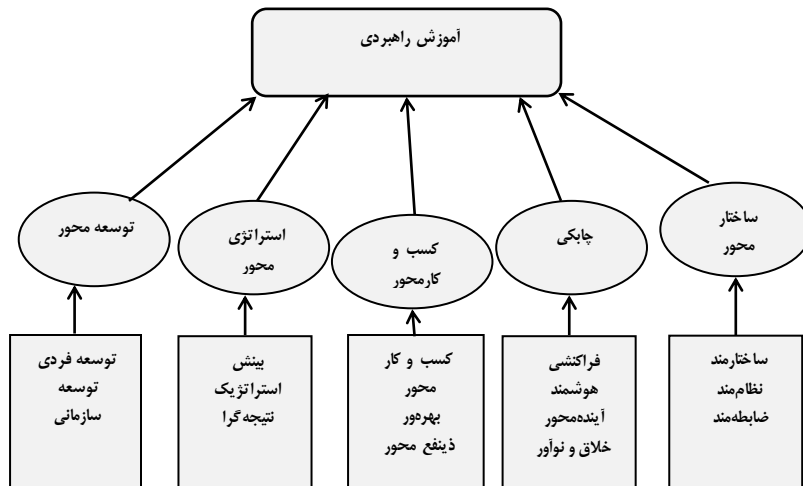 آموزش راهبردی
ساختار
محور
چابکی
کسب و
کارمحور
استراتژی
محور
توسعه محور
ساختارمند
نظام‌مند
ضابطه‌مند
فراکنشی
هوشمند
آینده‌محور
خلاق و نوآور
کسب و کار
محور
بهره‌ور
ذینفع محور
بینش
استراتژیک
نتیجه‌گرا
توسعه فردی
توسعه
سازمانی